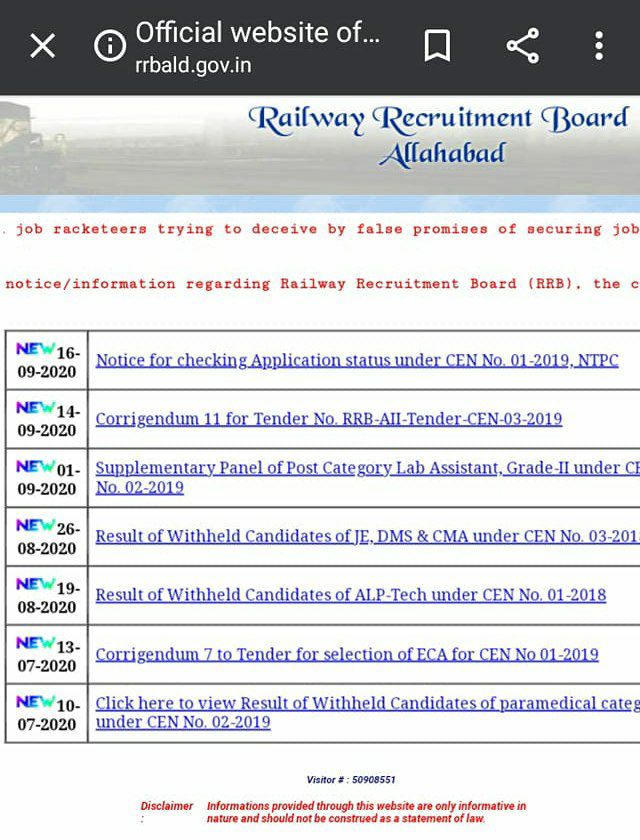 Official website of...
rrbald.gov.in
Railway Recruitment Board
Allahabad
. job racketeers trying to deceive by false promises of securing job
notice/information regarding Railway Recruitment Board (RRB), the c
NEW 16-
09-2020
Notice for checking Application status under CEN No. 01-2019, NTPC
NEW 14-
09-2020
Corrigendum 11 for Tender No. RRB-AII-Tender-CEN-03-2019
NEW 01-
09-2020
Supplementary Panel of Post Category Lab Assistant, Grade-II under CE
No. 02-2019
NEW 26-
08-2020
Result of Withheld Candidates of JE, DMS & CMA under CEN No. 03-201
NEW 19-
08-2020
Result of Withheld Candidates of ALP-Tech under CEN No. 01-2018
NEW 13-
07-2020
Corrigendum 7 to Tender for selection of ECA for CEN No 01-2019
NEW 10-
07-2020
Click here to view Result of Withheld Candidates of paramedical categ
under CEN No. 02-2019
Visitor # : 50908551
Disclaimer : Informations provided through this website are only informative in
nature and should not be construed as a statement of law.